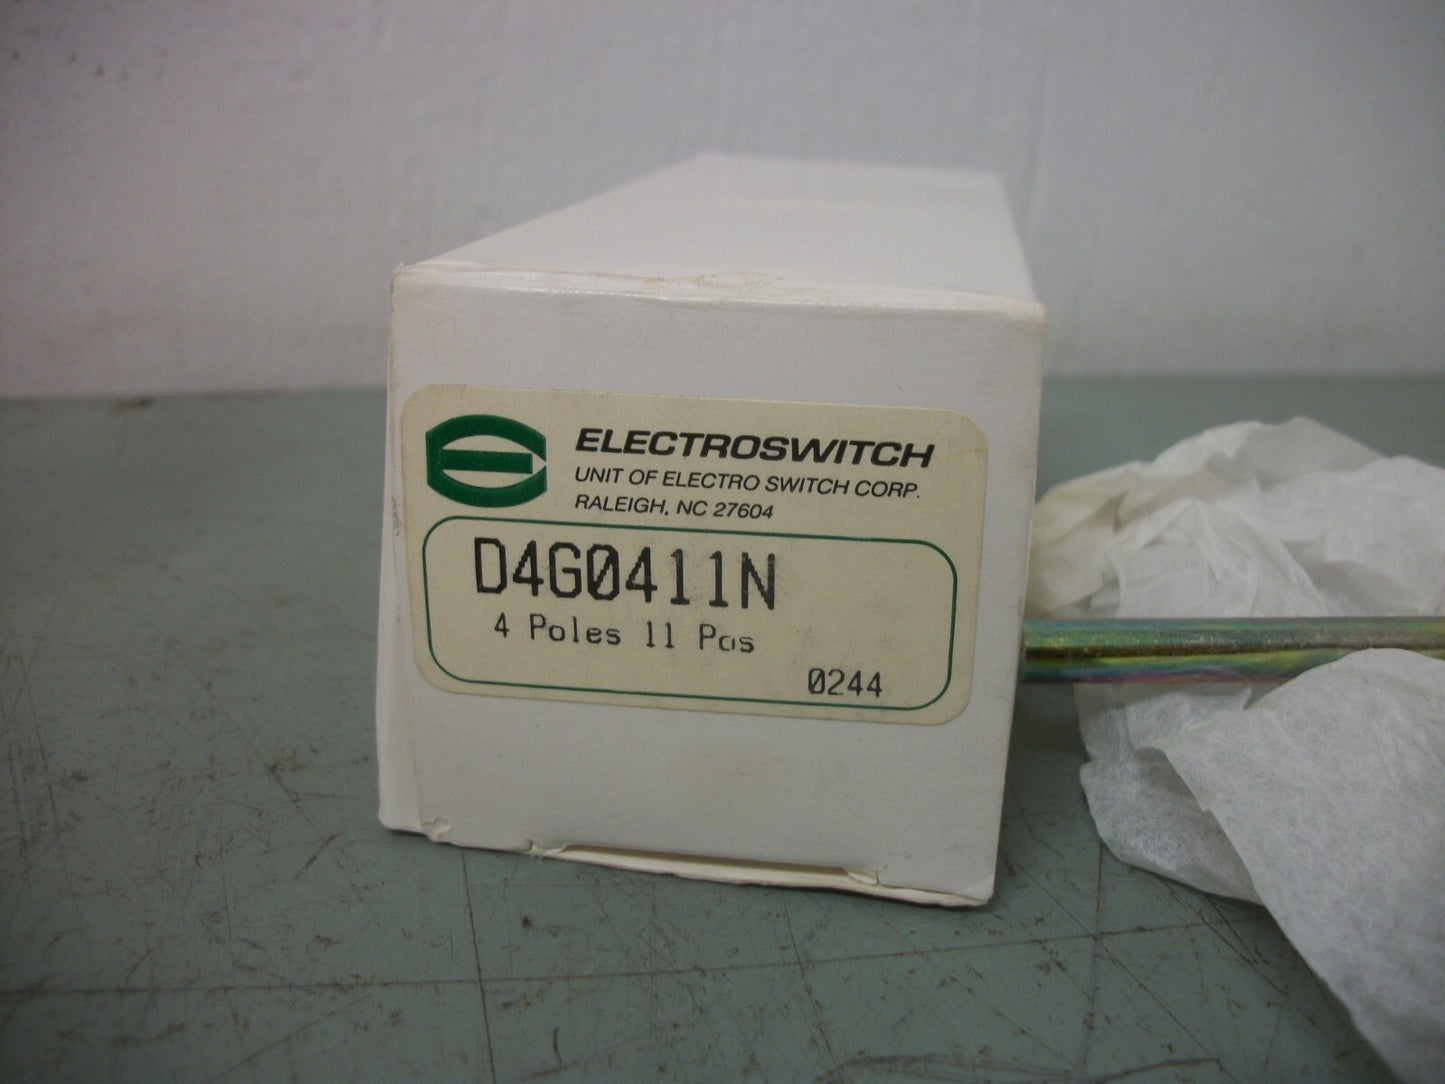 ELECTROSWITCH
UNIT OF ELECTRO SWITCH CORP.
RALEIGH, NC 27604
D4G0411N
4 Poles 11 Pos
0244